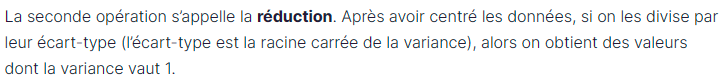 La seconde opération s’appelle la réduction. Après avoir centré les données, si on les divise par
leur écart-type (l’écart-type est la racine carrée de la variance), alors on obtient des valeurs
dont la variance vaut 1.